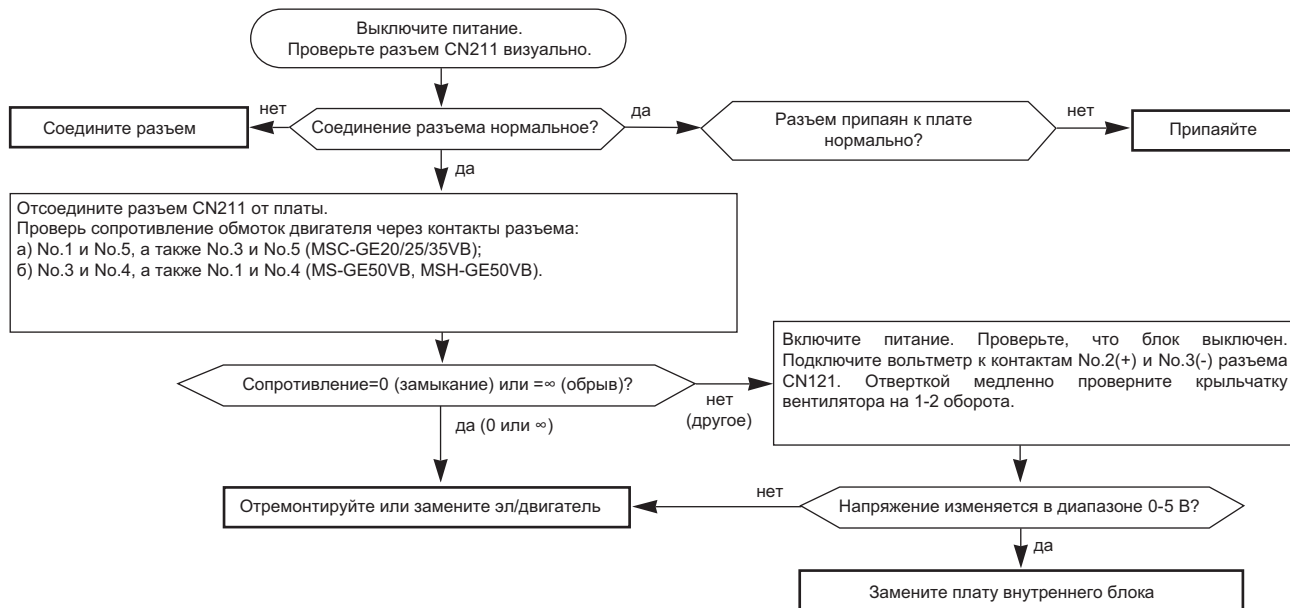 Выключите питание.
Проверьте разъем CN211 визуально.
нет
да
нет
Соедините разъем
Соединение разъема нормальное?
Разъем припаян к плате
нормально?
Припаяйте
да
Отсоедините разъем CN211 от платы.
Проверь сопротивление обмоток двигателя через контакты разъема:
а) No.1 и No.5, а также No.3 и No.5 (MSC-GE20/25/35VB);
б) No.3 и No.4, а также No.1 и No.4 (MS-GE50VB, MSH-GE50VB).
Включите питание. Проверьте, что блок выключен.
Подключите вольтметр к контактам No.2(+) и No.3(-) разъема
CN121. Отверткой медленно проверните крыльчатку
вентилятора на 1-2 оборота.
Сопротивление=0 (замыкание) или =∞ (обрыв)?
нет
(другое)
да (0 или ∞)
Отремонтируйте или замените эл/двигатель
нет
Напряжение изменяется в диапазоне 0-5 В?
да
Замените плату внутреннего блока